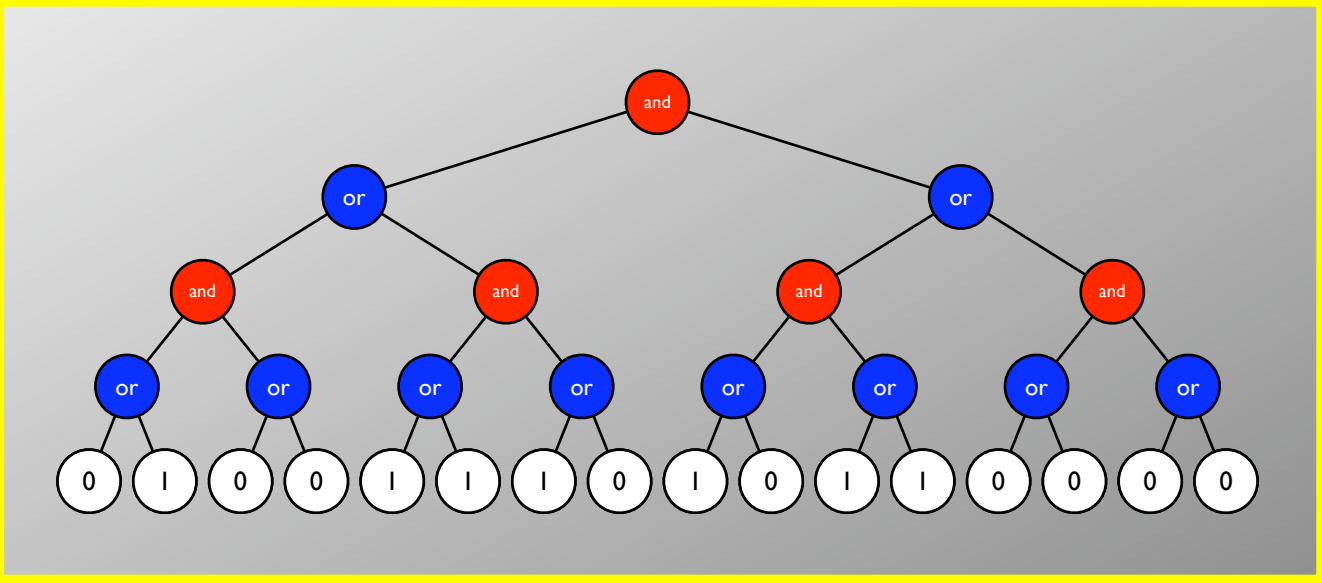 and
or or
and and and and
or or or or or or or or
0 1 0 0 1 1 1 0 1 0 1 1 0 0 0 0